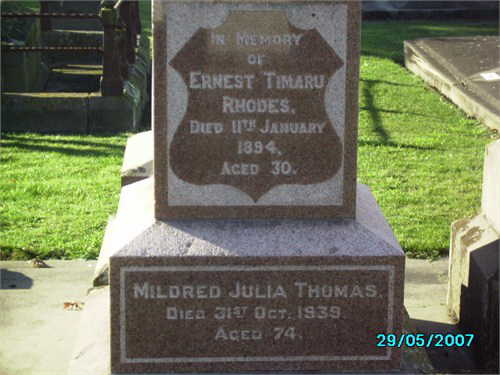 IN MEMORY
OF
ERNEST TIMARU
RHODES.
DIED 11TH JANUARY
1894.
AGED 30.
MILDRED JULIA THOMAS.
DIED 31ST OCT. 1939.
AGED 74.
29/05/2007